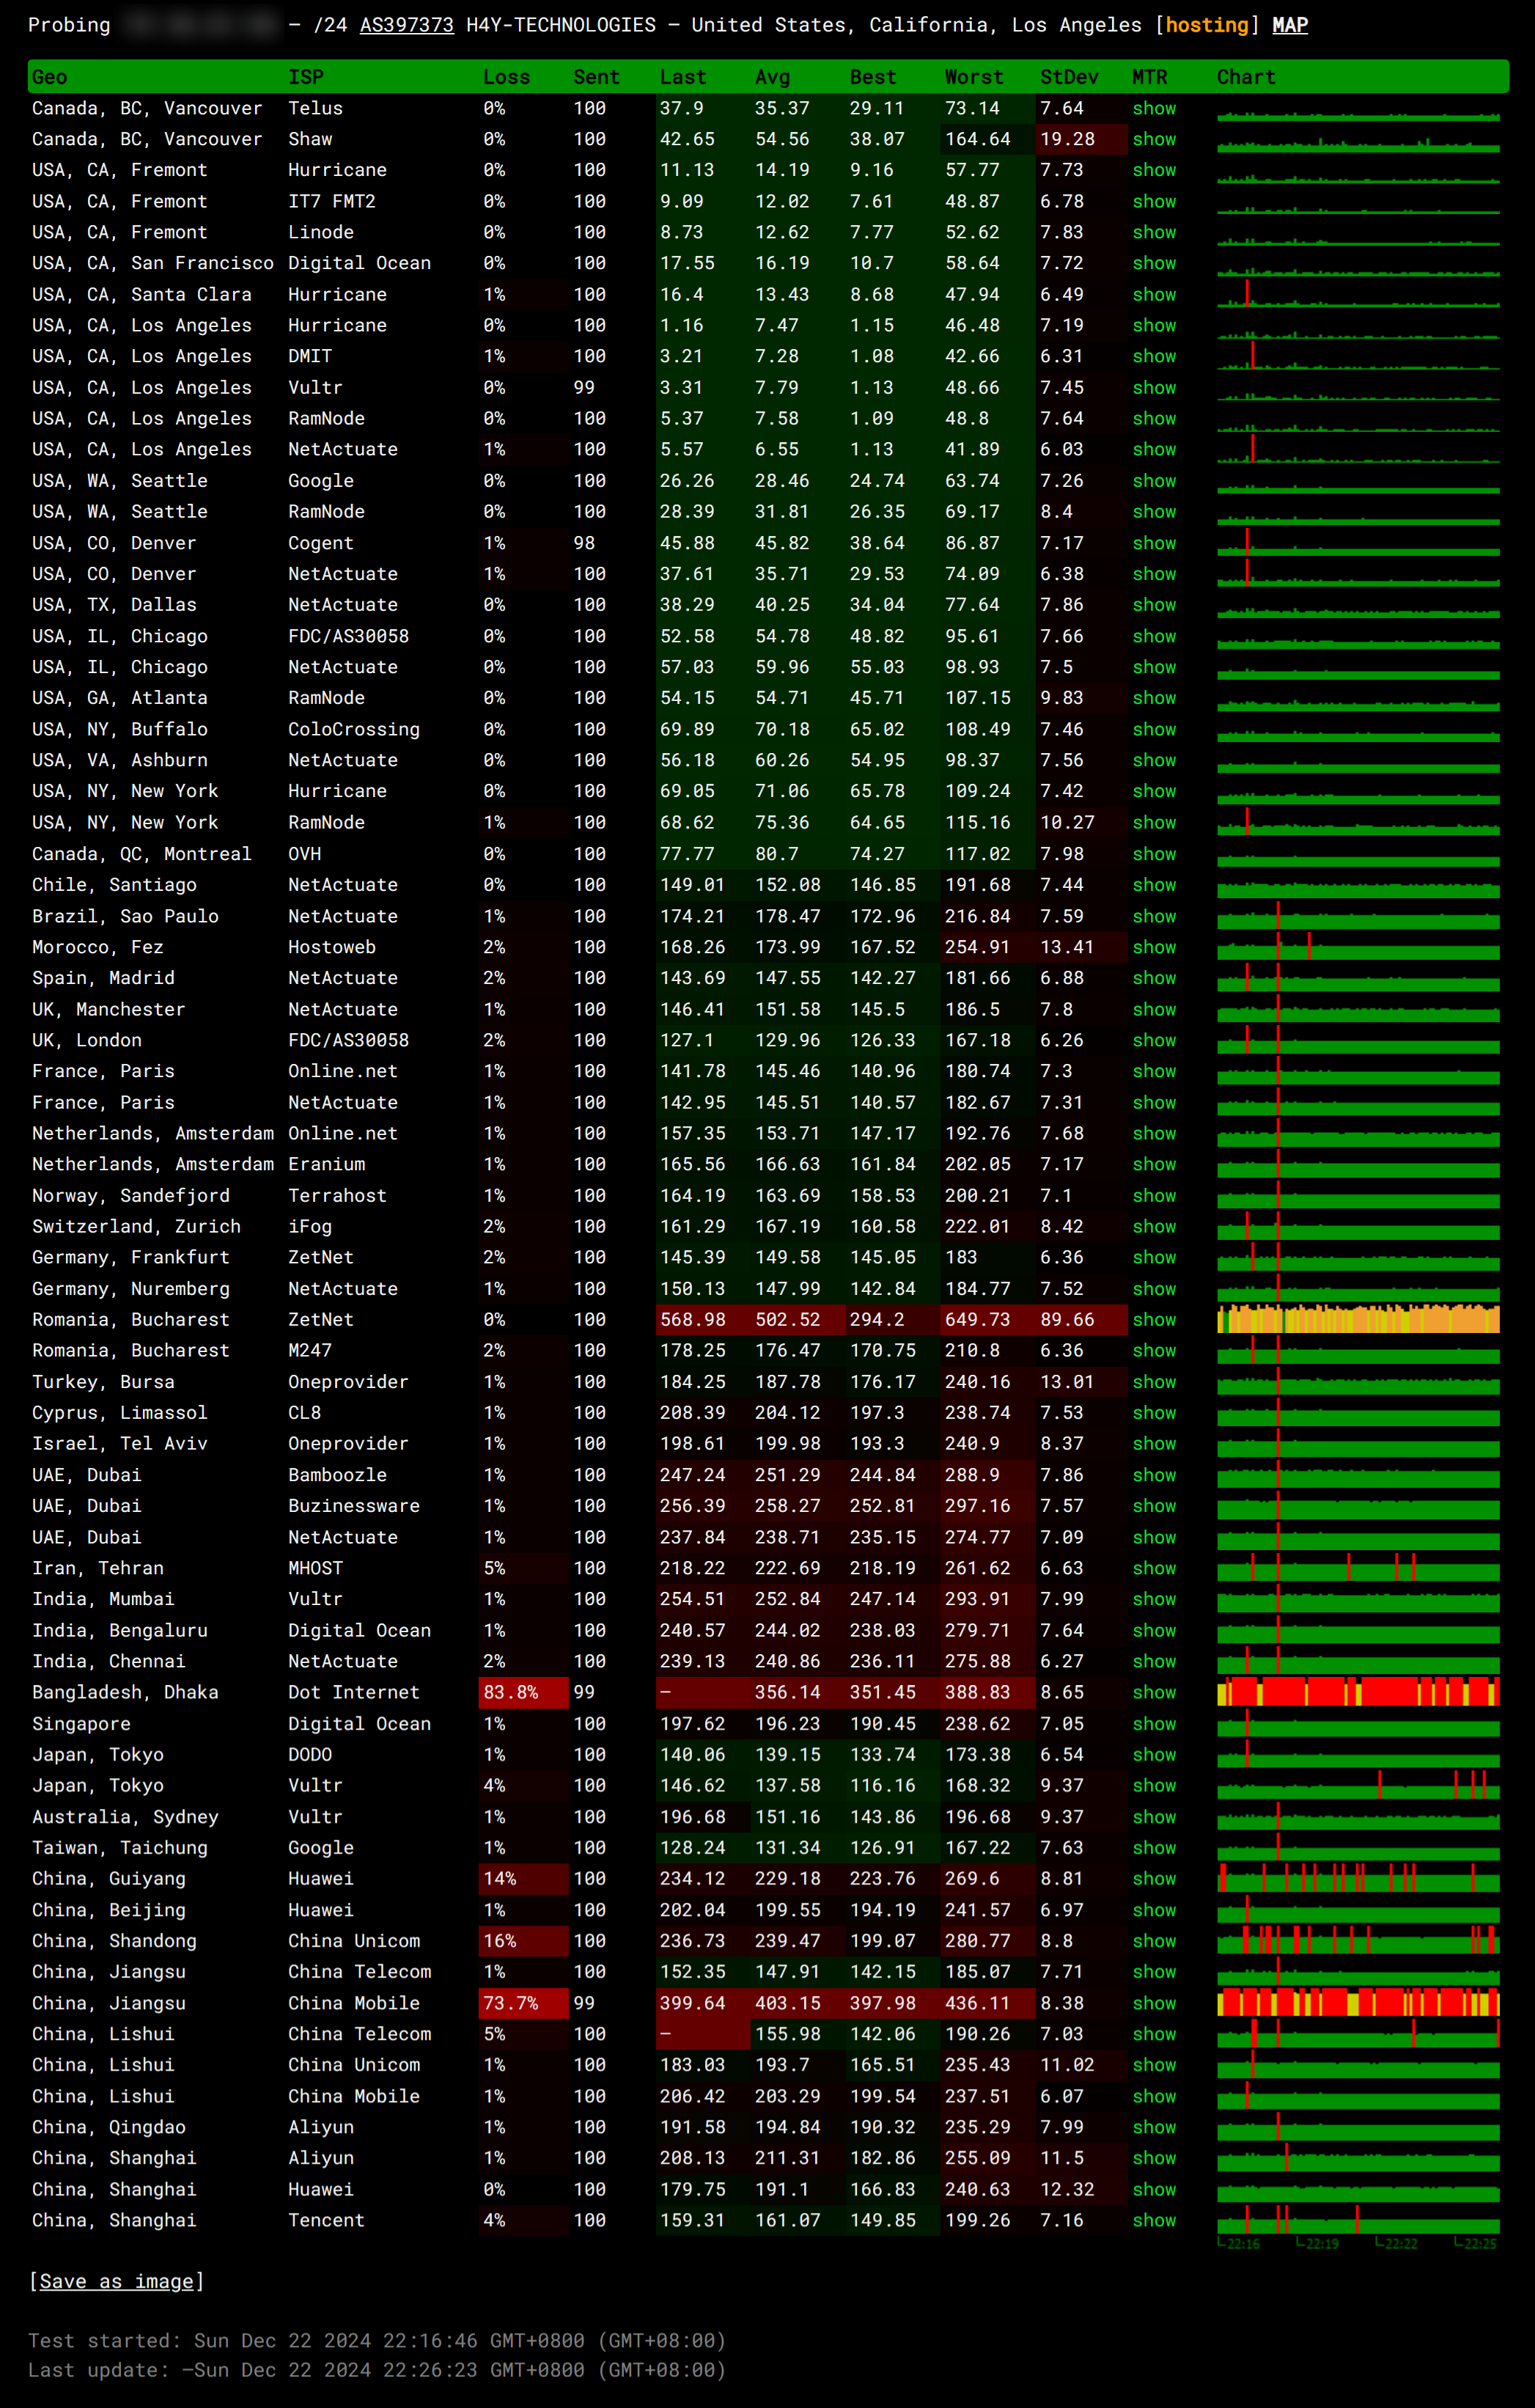 Probing — /24 AS397373 H4Y-TECHNOLOGIES — United States, California, Los Angeles [hosting] MAP
Geo ISP Loss Sent Last Avg Best Worst StDev MTR Chart
Canada, BC, Vancouver Telus 0% 100 37.9 35.37 29.11 73.14 7.64 show
Canada, BC, Vancouver Shaw 0% 100 42.65 54.56 38.07 164.64 19.28 show
USA, CA, Fremont Hurricane 0% 100 11.13 14.19 9.16 57.77 7.73 show
USA, CA, Fremont IT7 FMT2 0% 100 9.09 12.02 7.61 48.87 6.78 show
USA, CA, Fremont Linode 0% 100 8.73 12.62 7.77 52.62 7.83 show
USA, CA, San Francisco Digital Ocean 0% 100 17.55 16.19 10.7 58.64 7.72 show
USA, CA, Santa Clara Hurricane 1% 100 16.4 13.43 8.68 47.94 6.49 show
USA, CA, Los Angeles Hurricane 0% 100 1.16 7.47 1.15 46.48 7.19 show
USA, CA, Los Angeles DMIT 1% 100 3.21 7.28 1.08 42.66 6.31 show
USA, CA, Los Angeles Vultr 0% 99 3.31 7.79 1.13 48.66 7.45 show
USA, CA, Los Angeles RamNode 0% 100 5.37 7.58 1.09 48.8 7.64 show
USA, CA, Los Angeles NetActuate 1% 100 5.57 6.55 1.13 41.89 6.03 show
USA, WA, Seattle Google 0% 100 26.26 28.46 24.74 63.74 7.26 show
USA, WA, Seattle RamNode 0% 100 28.39 31.81 26.35 69.17 8.4 show
USA, CO, Denver Cogent 1% 98 45.88 45.82 38.64 86.87 7.17 show
USA, CO, Denver NetActuate 1% 100 37.61 35.71 29.53 74.09 6.38 show
USA, TX, Dallas NetActuate 0% 100 38.29 40.25 34.04 77.64 7.86 show
USA, IL, Chicago FDC/AS30058 0% 100 52.58 54.78 48.82 95.61 7.66 show
USA, IL, Chicago NetActuate 0% 100 57.03 59.96 55.03 98.93 7.5 show
USA, GA, Atlanta RamNode 0% 100 54.15 54.71 45.71 107.15 9.83 show
USA, NY, Buffalo ColoCrossing 0% 100 69.89 70.18 65.02 108.49 7.46 show
USA, VA, Ashburn NetActuate 0% 100 56.18 60.26 54.95 98.37 7.56 show
USA, NY, New York Hurricane 0% 100 69.05 71.06 65.78 109.24 7.42 show
USA, NY, New York RamNode 1% 100 68.62 75.36 64.65 115.16 10.27 show
Canada, QC, Montreal OVH 0% 100 77.77 80.7 74.27 117.02 7.98 show
Chile, Santiago NetActuate 0% 100 149.01 152.08 146.85 191.68 7.44 show
Brazil, Sao Paulo NetActuate 1% 100 174.21 178.47 172.96 216.84 7.59 show
Morocco, Fez Hostoweb 2% 100 168.26 173.99 167.52 254.91 13.41 show
Spain, Madrid NetActuate 2% 100 143.69 147.55 142.27 181.66 6.88 show
UK, Manchester NetActuate 1% 100 146.41 151.58 145.5 186.5 7.8 show
UK, London FDC/AS30058 2% 100 127.1 129.96 126.33 167.18 6.26 show
France, Paris Online.net 1% 100 141.78 145.46 140.96 180.74 7.3 show
France, Paris NetActuate 1% 100 142.95 145.51 140.57 182.67 7.31 show
Netherlands, Amsterdam Online.net 1% 100 157.35 153.71 147.17 192.76 7.68 show
Netherlands, Amsterdam Eranium 1% 100 165.56 166.63 161.84 202.05 7.17 show
Norway, Sandefjord Terrahost 1% 100 164.19 163.69 158.53 200.21 7.1 show
Switzerland, Zurich iFog 2% 100 161.29 167.19 160.58 222.01 8.42 show
Germany, Frankfurt ZetNet 2% 100 145.39 149.58 145.05 183 6.36 show
Germany, Nuremberg NetActuate 1% 100 150.13 147.99 142.84 184.77 7.52 show
Romania, Bucharest ZetNet 0% 100 568.98 502.52 294.2 649.73 89.66 show
Romania, Bucharest M247 2% 100 178.25 176.47 170.75 210.8 6.36 show
Turkey, Bursa Oneprovider 1% 100 184.25 187.78 176.17 240.16 13.01 show
Cyprus, Limassol CL8 1% 100 208.39 204.12 197.3 238.74 7.53 show
Israel, Tel Aviv Oneprovider 1% 100 198.61 199.98 193.3 240.9 8.37 show
UAE, Dubai Bamboozle 1% 100 247.24 251.29 244.84 288.9 7.86 show
UAE, Dubai Buzinessware 1% 100 256.39 258.27 252.81 297.16 7.57 show
UAE, Dubai NetActuate 1% 100 237.84 238.71 235.15 274.77 7.09 show
Iran, Tehran MHOST 5% 100 218.22 222.69 218.19 261.62 6.63 show
India, Mumbai Vultr 1% 100 254.51 252.84 247.14 293.91 7.99 show
India, Bengaluru Digital Ocean 1% 100 240.57 244.02 238.03 279.71 7.64 show
India, Chennai NetActuate 2% 100 239.13 240.86 236.11 275.88 6.27 show
Bangladesh, Dhaka Dot Internet 83.8% 99 — 356.14 351.45 388.83 8.65 show
Singapore Digital Ocean 1% 100 197.62 196.23 190.45 238.62 7.05 show
Japan, Tokyo DODO 1% 100 140.06 139.15 133.74 173.38 6.54 show
Japan, Tokyo Vultr 4% 100 146.62 137.58 116.16 168.32 9.37 show
Australia, Sydney Vultr 1% 100 196.68 151.16 143.86 196.68 9.37 show
Taiwan, Taichung Google 1% 100 128.24 131.34 126.91 167.22 7.63 show
China, Guiyang Huawei 14% 100 234.12 229.18 223.76 269.6 8.81 show
China, Beijing Huawei 1% 100 202.04 199.55 194.19 241.57 6.97 show
China, Shandong China Unicom 16% 100 236.73 239.47 199.07 280.77 8.8 show
China, Jiangsu China Telecom 1% 100 152.35 147.91 142.15 185.07 7.71 show
China, Jiangsu China Mobile 73.7% 99 399.64 403.15 397.98 436.11 8.38 show
China, Lishui China Telecom 5% 100 — 155.98 142.06 190.26 7.03 show
China, Lishui China Unicom 1% 100 183.03 193.7 165.51 235.43 11.02 show
China, Lishui China Mobile 1% 100 206.42 203.29 199.54 237.51 6.07 show
China, Qingdao Aliyun 1% 100 191.58 194.84 190.32 235.29 7.99 show
China, Shanghai Aliyun 1% 100 208.13 211.31 182.86 255.09 11.5 show
China, Shanghai Huawei 0% 100 179.75 191.1 166.83 240.63 12.32 show
China, Shanghai Tencent 4% 100 159.31 161.07 149.85 199.26 7.16 show
22:16 22:19 22:22 22:25
[Save as image]
Test started: Sun Dec 22 2024 22:16:46 GMT+0800 (GMT+08:00)
Last update: —Sun Dec 22 2024 22:26:23 GMT+0800 (GMT+08:00)